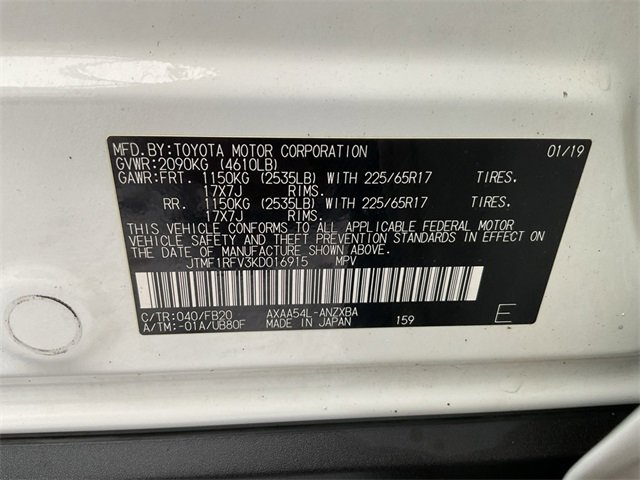 MFD.BY:TOYOTA MOTOR CORPORATION 01/19
GVWR:2090KG (4610LB)
GAWR:FRT. 1150KG (2535LB) WITH 225/65R17 TIRES.
17X7J RIMS.
RR. 1150KG (2535LB) WITH 225/65R17 TIRES.
17X7J RIMS.
THIS VEHICLE CONFORMS TO ALL APPLICABLE FEDERAL MOTOR
VEHICLE SAFETY AND THEFT PREVENTION STANDARDS IN EFFECT ON
THE DATE OF MANUFACTURE SHOWN ABOVE.
JTMF1RFV3KD016915 MPV
C/TR:040/FB20 AXAA54L-ANZXBA
A/TM:-01A/UB80F MADE IN JAPAN 159 E